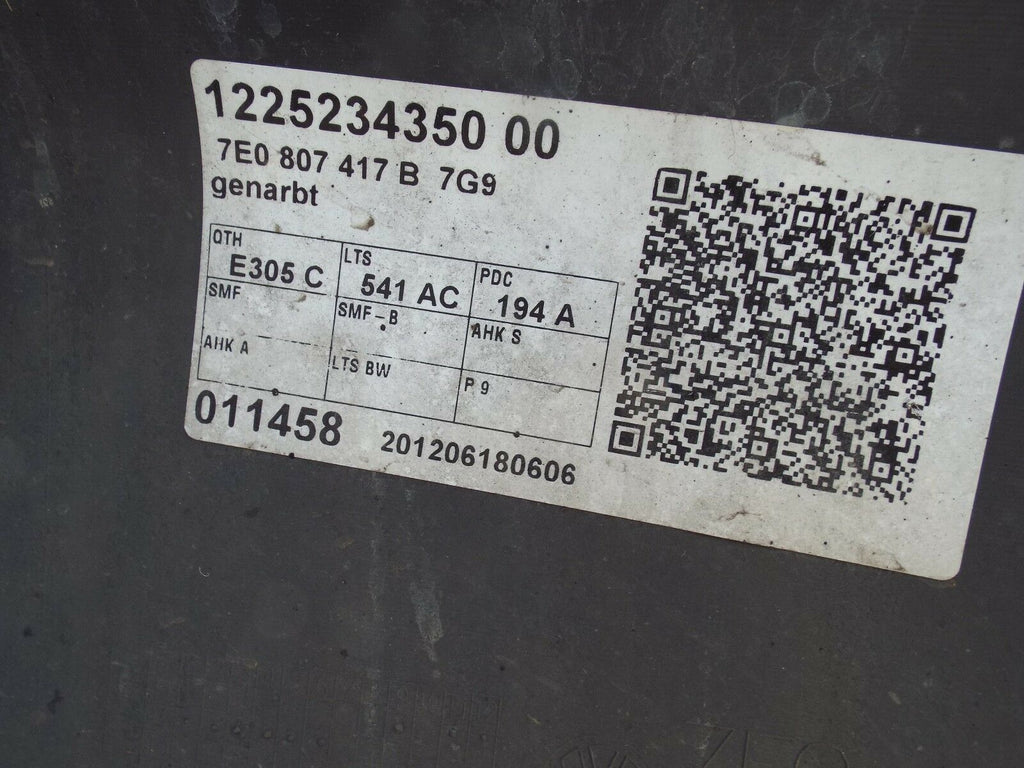 1225234350 00
7E0 807 417 B 7G9
genarbt
QTH E305 C LTS 541 AC PDC 194 A
SMF SMF-B AHK S
AHK A LTS BW P 9
011458 201206180606